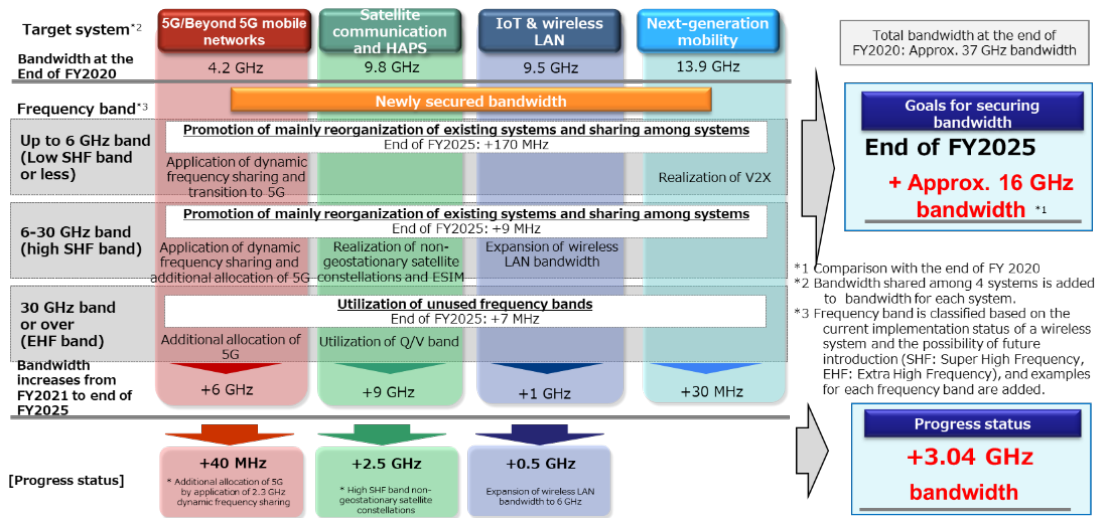 Target system*2
5G/Beyond 5G mobile
networks
Satellite
communication
and HAPS
IoT & wireless
LAN
Next-generation
mobility
Bandwidth at the
End of FY2020
4.2 GHz
9.8 GHz
9.5 GHz
13.9 GHz
Frequency band*3
Newly secured bandwidth
Up to 6 GHz band
(Low SHF band
or less)
Promotion of mainly reorganization of existing systems and sharing among systems
End of FY2025: +170 MHz
Application of dynamic
frequency sharing and
transition to 5G
Realization of V2X
6-30 GHz band
(high SHF band)
Promotion of mainly reorganization of existing systems and sharing among systems
End of FY2025: +9 MHz
Application of dynamic
frequency sharing and
additional allocation of 5G
Realization of non-
geostationary satellite
constellations and ESIM
Expansion of wireless
LAN bandwidth
30 GHz band
or over
(EHF band)
Utilization of unused frequency bands
End of FY2025: +7 MHz
Additional allocation of
5G
Utilization of Q/V band
Bandwidth
increases from
FY2021 to end of
FY2025
+6 GHz
+9 GHz
+1 GHz
+30 MHz
[Progress status]
+40 MHz
* Additional allocation of 5G
by application of 2.3 GHz
dynamic frequency sharing
+2.5 GHz
* High SHF band non-
geostationary satellite
constellations
+0.5 GHz
Expansion of wireless LAN
bandwidth to 6 GHz
Total bandwidth at the end of
FY2020: Approx. 37 GHz bandwidth
Goals for securing
bandwidth
End of FY2025
+ Approx. 16 GHz
bandwidth *1
*1 Comparison with the end of FY 2020
*2 Bandwidth shared among 4 systems is added
to bandwidth for each system.
*3 Frequency band is classified based on the
current implementation status of a wireless
system and the possibility of future
introduction (SHF: Super High Frequency,
EHF: Extra High Frequency), and examples
for each frequency band are added.
Progress status
+3.04 GHz
bandwidth